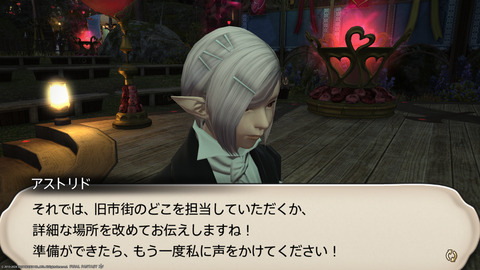 アストリド
それでは、旧市街のどこを担当していただくか、
詳細な場所を改めてお伝えしますね！
準備ができたら、もう一度私に声をかけてください！